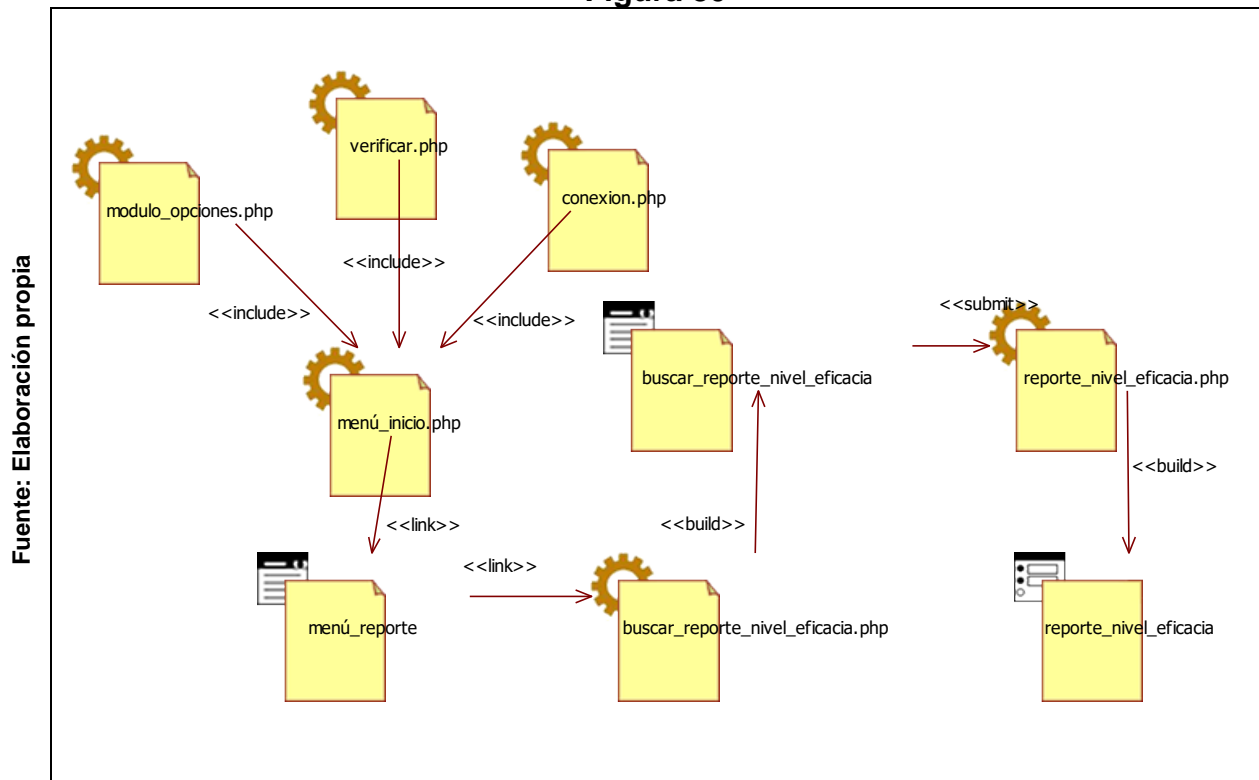 verificar.php
modulo_opciones.php
conexion.php
<<include>>
<<include>>
<<include>>
<<submit>>
buscar_reporte_nivel_eficacia
reporte_nivel_eficacia.php
menú_inicio.php
<<build>>
<<link>>
<<build>>
<<link>>
menú_reporte
buscar_reporte_nivel_eficacia.php
reporte_nivel_eficacia
Fuente: Elaboración propia